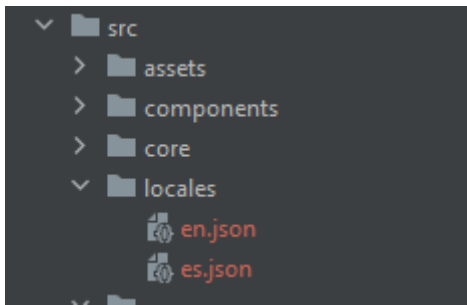 src
assets
components
core
locales
en.json
es.json